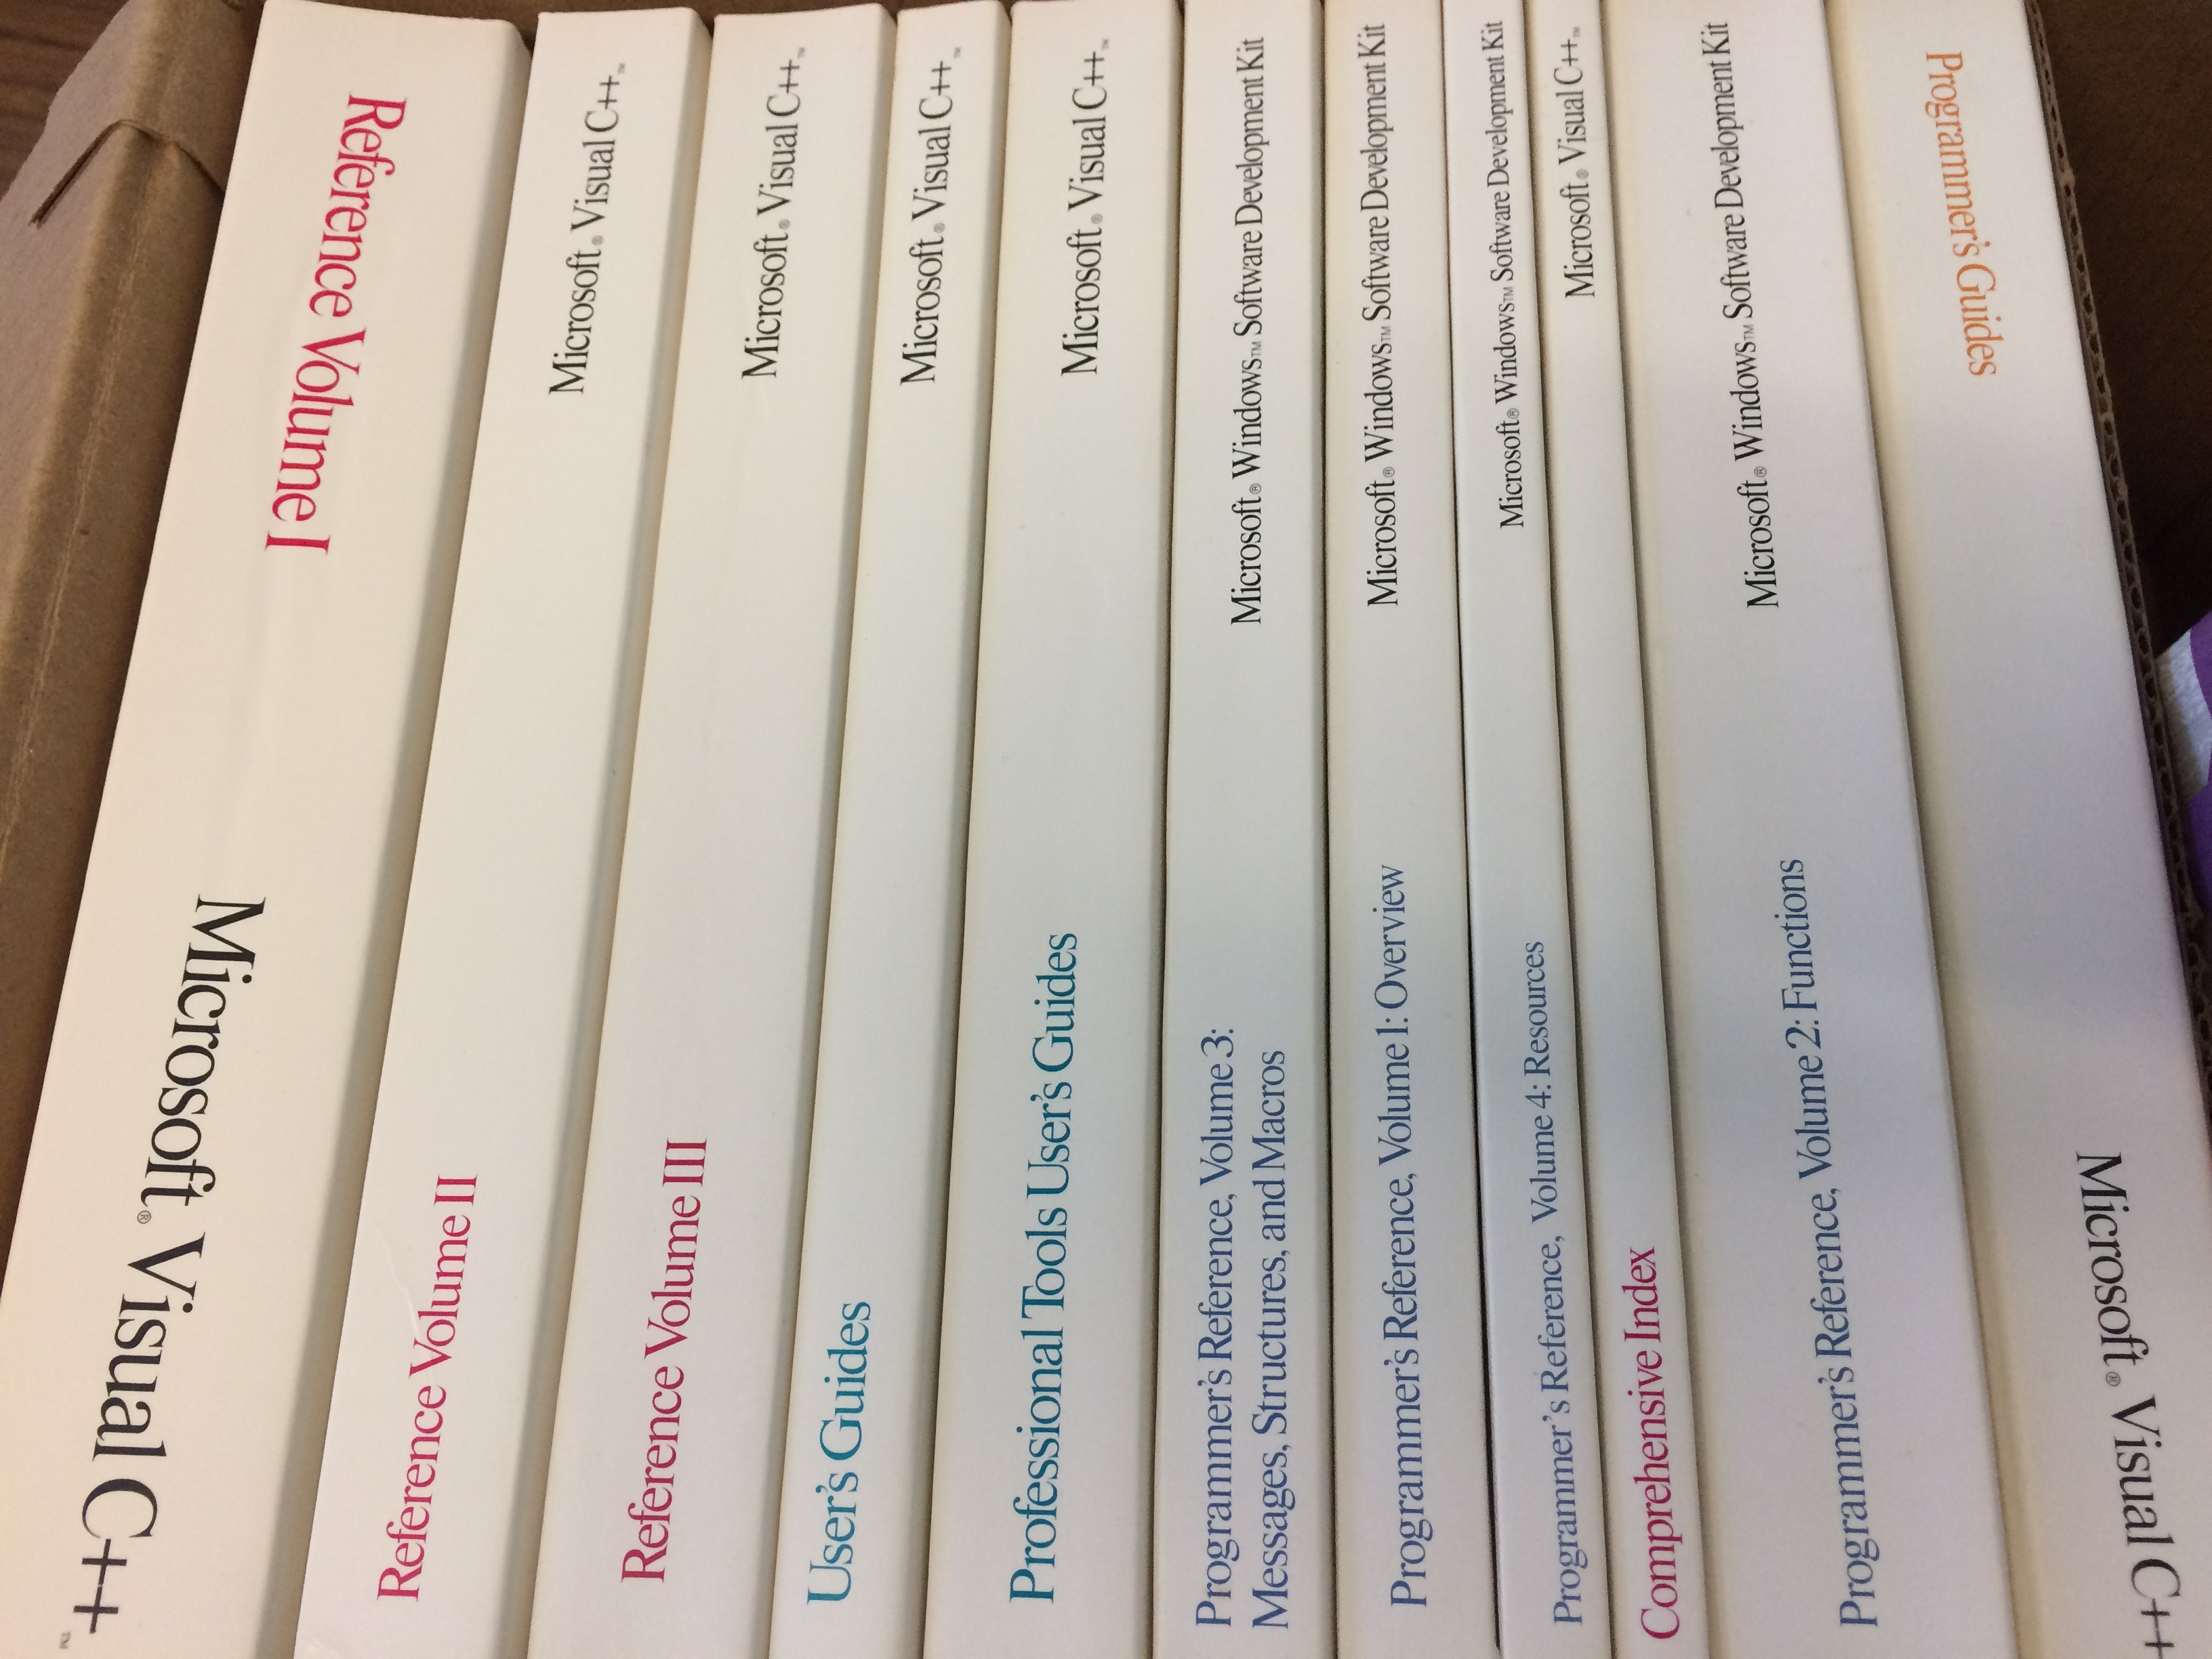 Microsoft® Visual C++
Programmer's Guides
Programmer's Reference, Volume 2: Functions
Microsoft® Windows™ Software Development Kit
Comprehensive Index
Microsoft® Visual C++™
Programmer's Reference, Volume 4: Resources
Microsoft® Windows™ Software Development Kit
Programmer's Reference, Volume 1: Overview
Microsoft® Windows™ Software Development Kit
Programmer's Reference, Volume 3:
Messages, Structures, and Macros
Microsoft® Windows™ Software Development Kit
Professional Tools User's Guides
Microsoft® Visual C++™
User's Guides
Microsoft® Visual C++™
Reference Volume III
Microsoft® Visual C++™
Reference Volume II
Microsoft® Visual C++™
Microsoft® Visual C++™
Reference Volume I